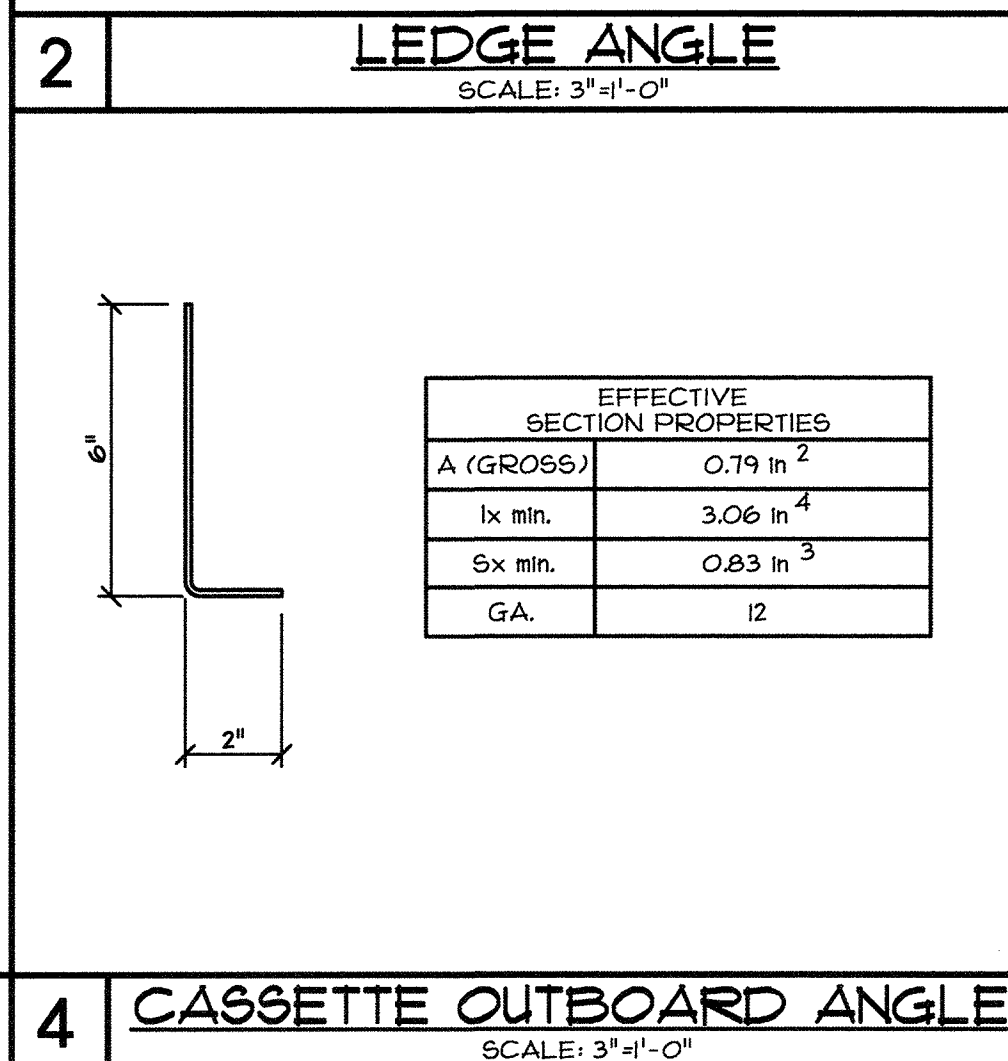 2
LEDGE ANGLE
SCALE: 3"=1'-0"
6"
2"
EFFECTIVE
SECTION PROPERTIES
A (GROSS) 0.79 in 2
Ix min. 3.06 in 4
Sx min. 0.83 in 3
GA. 12
4
CASSETTE OUTBOARD ANGLE
SCALE: 3"=1'-0"